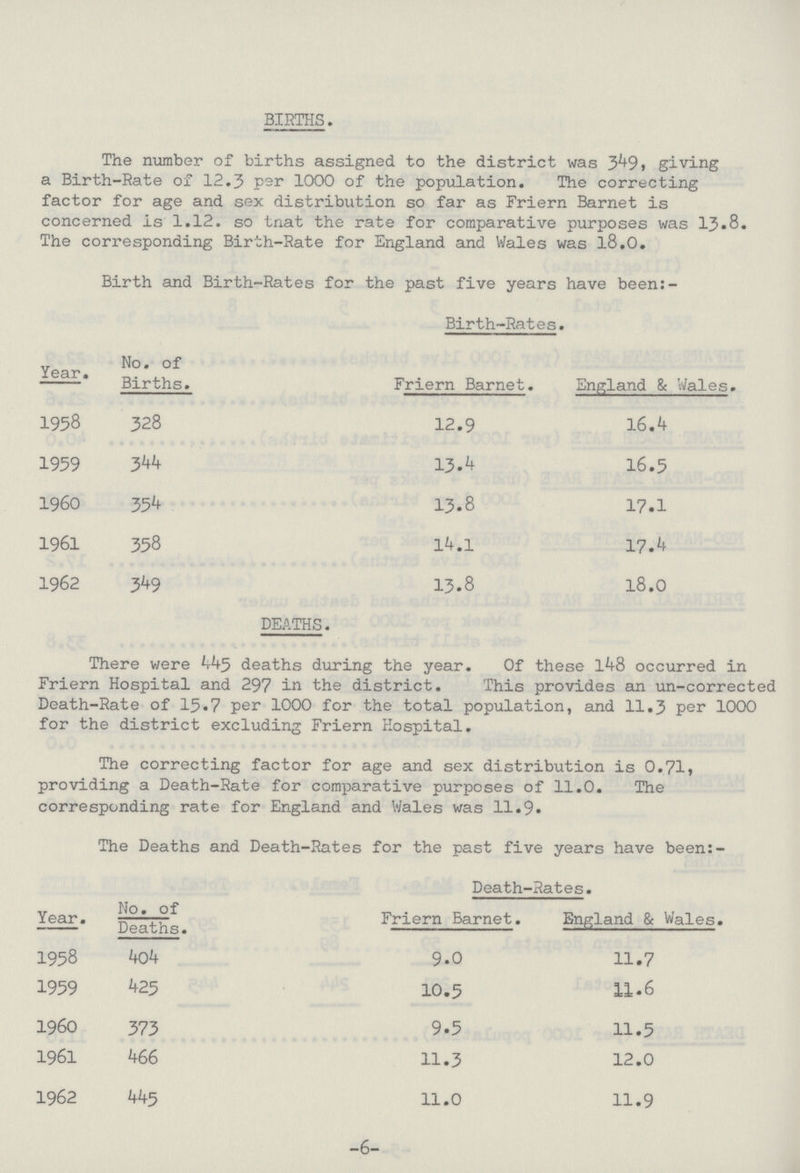 BIRTHS.
The number of births assigned to the district was 349, giving
a Birth-Rate of 12.3 per 1000 of the population. The correcting
factor for age and sex distribution so far as Friern Barnet is
concerned is 1.12. so tnat the rate for comparative purposes was 13.8.
The corresponding Birth-Rate for England and Wales was 18.0.
Birth and Birth-Rates for the past five years have been:-
Birth-Rates.
Year. No. of Births. Friern Barnet. England & Wales.
1958 328 12.9 16.4
1959 344 13.4 16.5
1960 354 13.8 17.1
1961 358 14.1 17.4
1962 349 13.8 18.0
DEATHS.
There were 445 deaths during the year. Of these 148 occurred in
Friern Hospital and 297 in the district. This provides an un-corrected
Death-Rate of 15.7 per 1000 for the total population, and 11.3 per 1000
for the district excluding Friern Hospital.
The correcting factor for age and sex distribution is 0.71,
providing a Death-Rate for comparative purposes of 11.0. The
corresponding rate for England and Wales was 11.9.
The Deaths and Death-Rates for the past five years have been:-
Death-Rates.
Year. No. of Deaths. Friern Barnet. England & Wales.
1958 404 9.0 11.7
1959 425 10.5 11.6
1960 373 9.5 11.5
1961 466 11.3 12.0
1962 445 11.0 11.9
-6-